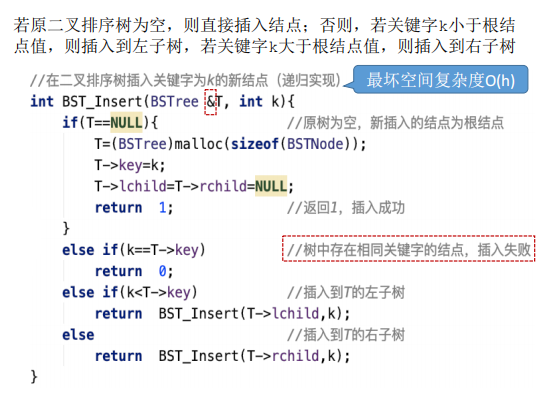 若原二叉排序树为空，则直接插入结点；否则，若关键字k小于根结
点值，则插入到左子树，若关键字k大于根结点值，则插入到右子树
//在二叉排序树插入关键字为k的新结点（递归实现）
最坏空间复杂度O(h)
int BST_Insert(BSTree &T, int k){
if(T==NULL){ //原树为空，新插入的结点为根结点
T=(BSTree)malloc(sizeof(BSTNode));
T->key=k;
T->lchild=T->rchild=NULL;
return 1; //返回1，插入成功
}
else if(k==T->key) //树中存在相同关键字的结点，插入失败
return 0;
else if(k<T->key) //插入到T的左子树
return BST_Insert(T->lchild,k);
else //插入到T的右子树
return BST_Insert(T->rchild,k);
}